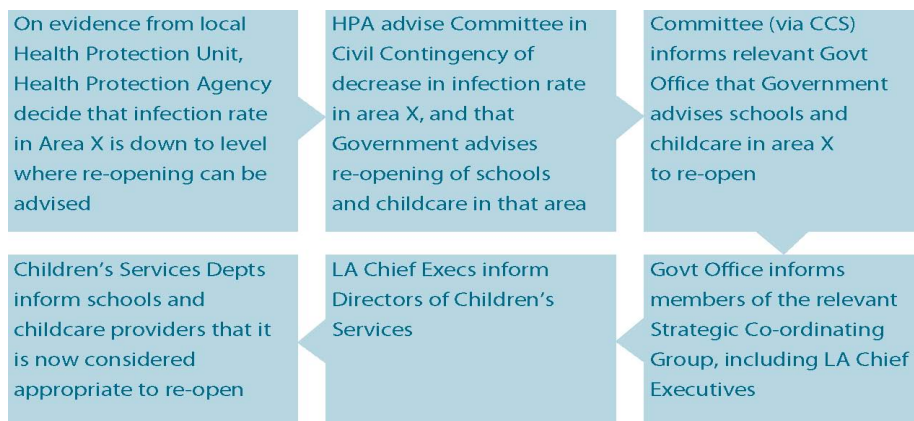 On evidence from local
Health Protection Unit,
Health Protection Agency
decide that infection rate
in Area X is down to level
where re-opening can be
advised
HPA advise Committee in
Civil Contingency of
decrease in infection rate
in area X, and that
Government advises
re-opening of schools
and childcare in that area
Committee (via CCS)
informs relevant Govt
Office that Government
advises schools and
childcare in area X
to re-open
Govt Office informs
members of the relevant
Strategic Co-ordinating
Group, including LA Chief
Executives
LA Chief Execs inform
Directors of Children’s
Services
Children’s Services Depts
inform schools and
childcare providers that it
is now considered
appropriate to re-open